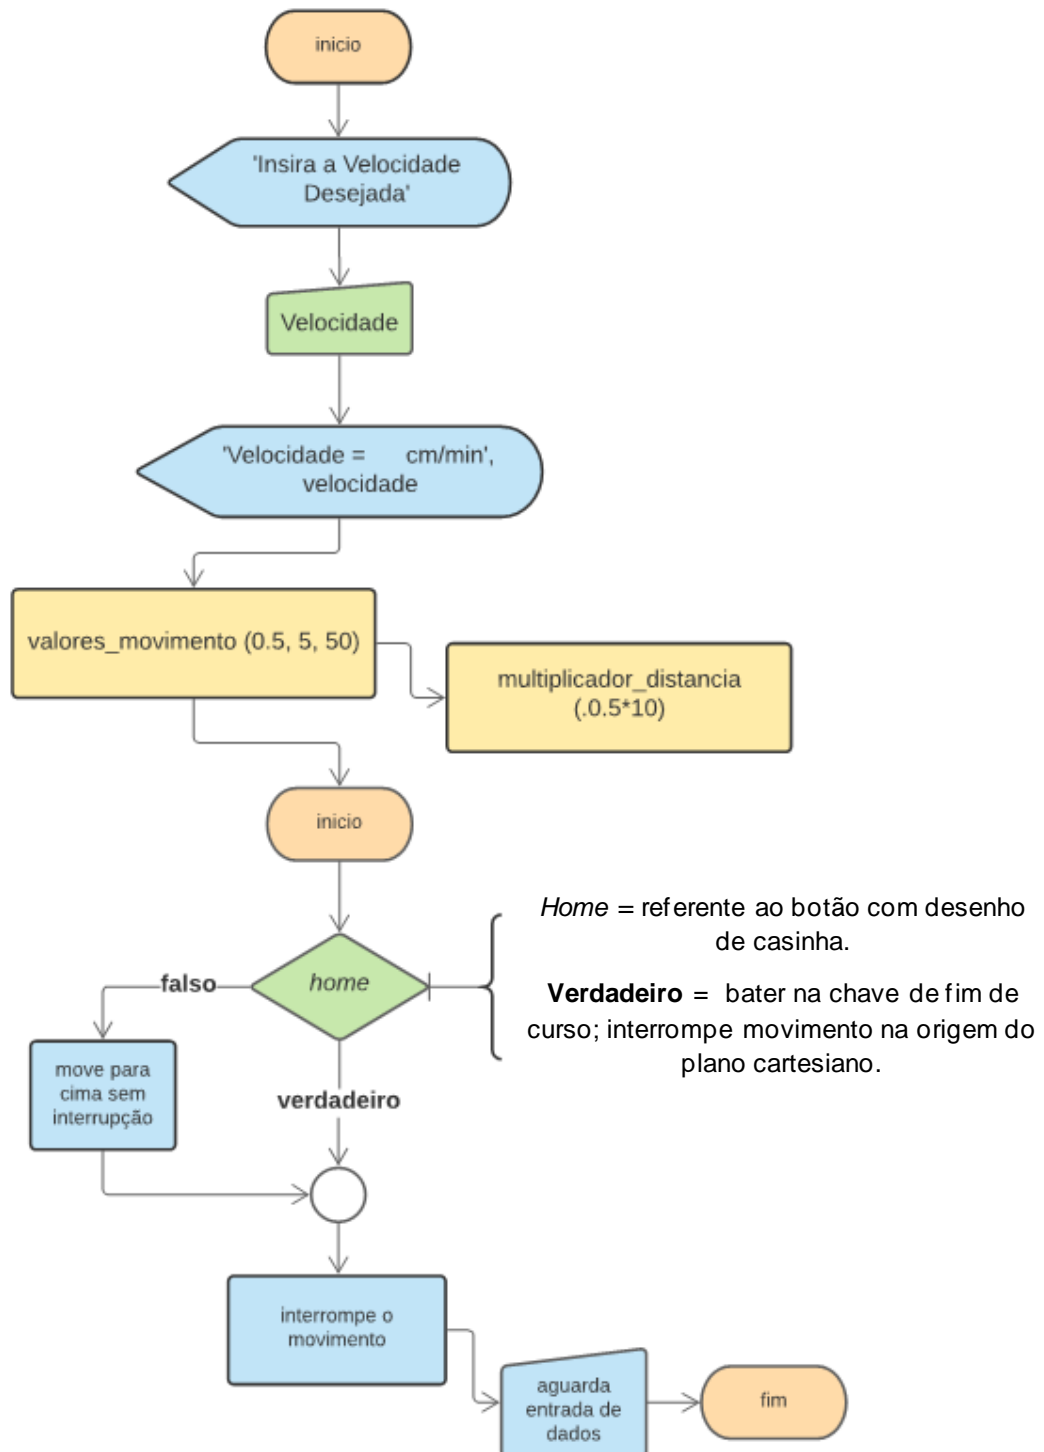 inicio
'Insira a Velocidade
Desejada'
Velocidade
'Velocidade = cm/min',
velocidade
valores_movimento (0.5, 5, 50)
multiplicador_distancia
(.0.5*10)
inicio
home
falso
verdadeiro
Home = referente ao botão com desenho
de casinha.
Verdadeiro = bater na chave de fim de
curso; interrompe movimento na origem do
plano cartesiano.
move para
cima sem
interrupção
interrompe o
movimento
aguarda
entrada de
dados
fim